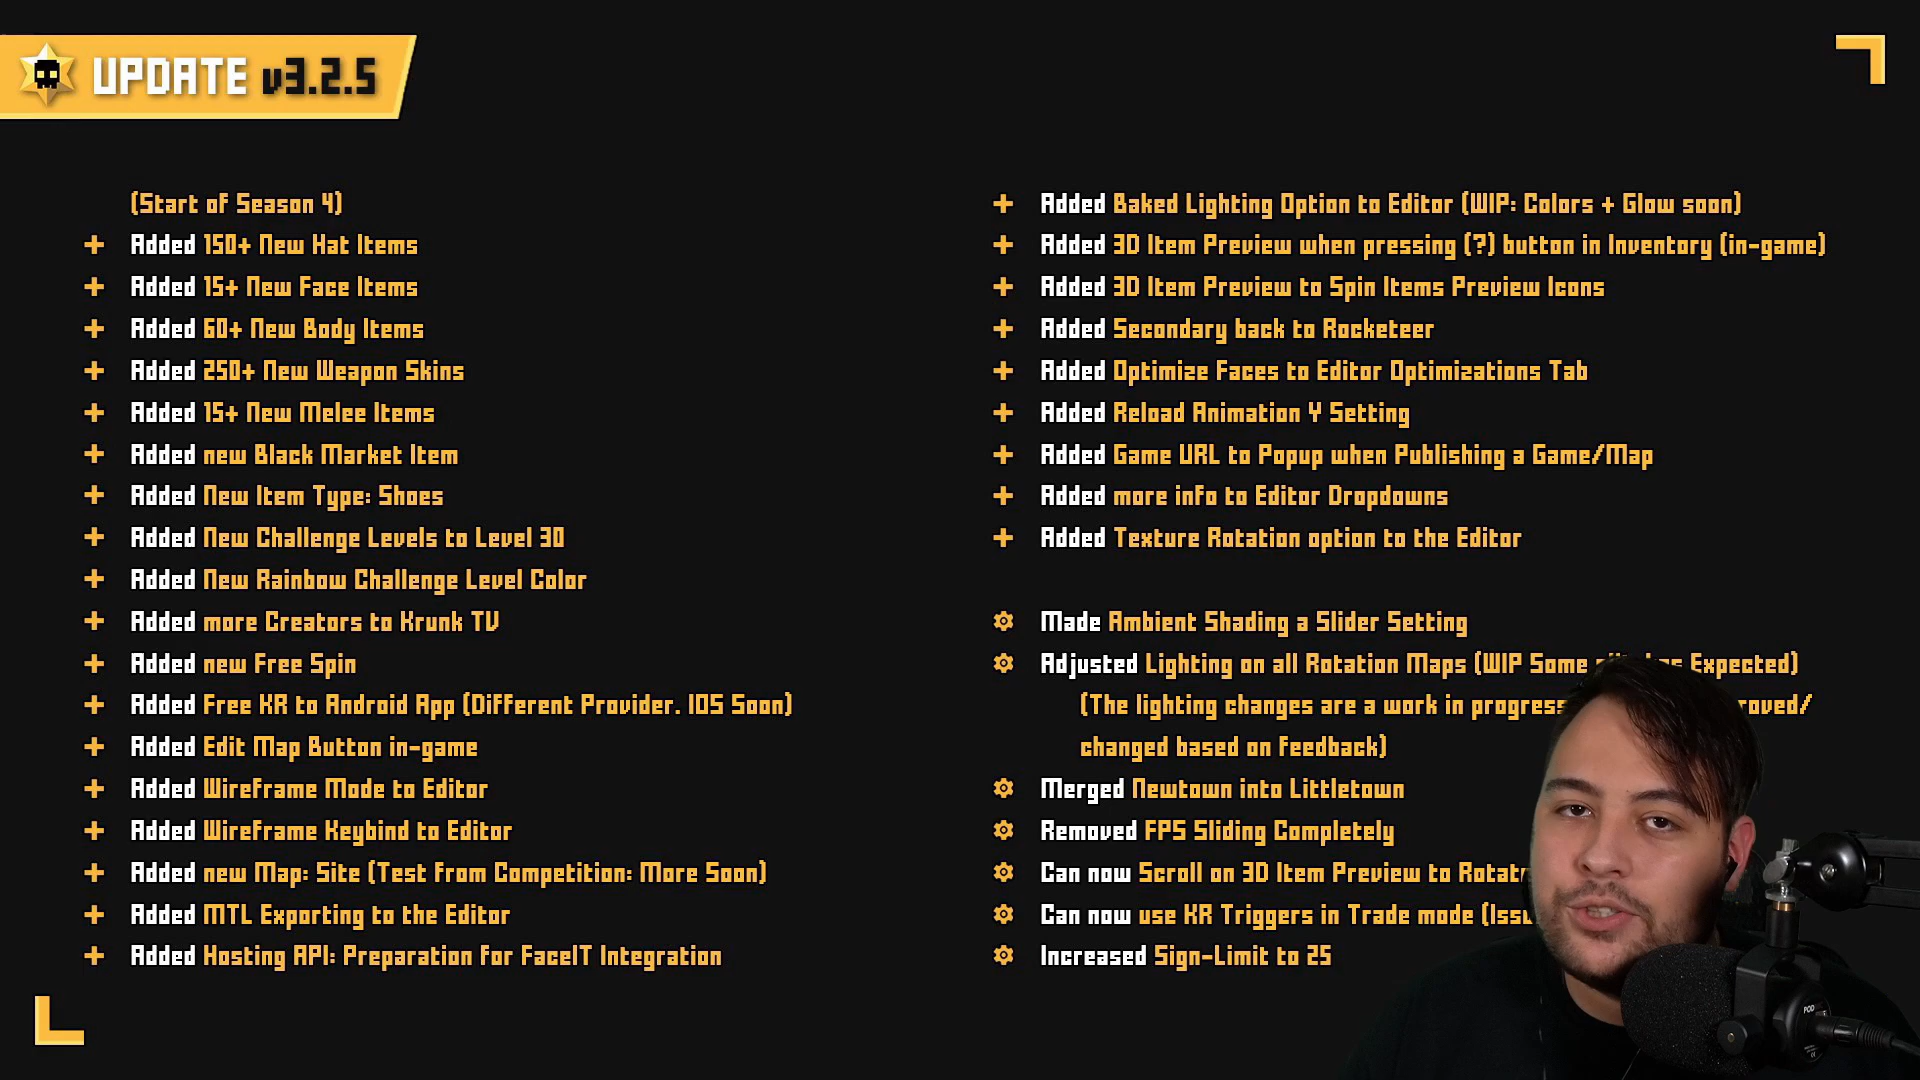 UPDATE v3.2.5
(Start of Season 4)
Added 150+ New Hat Items
Added 15+ New Face Items
Added 60+ New Body Items
Added 250+ New Weapon Skins
Added 15+ New Melee Items
Added new Black Market Item
Added New Item Type: Shoes
Added New Challenge Levels to Level 30
Added New Rainbow Challenge Level Color
Added more Creators to Krunk TV
Added new Free Spin
Added Free KR to Android App (Different Provider. IOS Soon)
Added Edit Map Button in-game
Added Wireframe Mode to Editor
Added Wireframe Keybind to Editor
Added new Map: Site (Test from Competition: More Soon)
Added MTL Exporting to the Editor
Added Hosting API: Preparation for FaceIT Integration
Added Baked Lighting Option to Editor (WIP: Colors + Glow soon)
Added 3D Item Preview when pressing (?) button in Inventory (in-game)
Added 3D Item Preview to Spin Items Preview Icons
Added Secondary back to Rocketeer
Added Optimize Faces to Editor Optimizations Tab
Added Reload Animation Y Setting
Added Game URL to Popup when Publishing a Game/Map
Added more info to Editor Dropdowns
Added Texture Rotation option to the Editor
Made Ambient Shading a Slider Setting
Adjusted Lighting on all Rotation Maps (WIP Some Expected)
(The lighting changes are a work in progress
changed based on feedback)
Merged Newtown into Littletown
Removed FPS Sliding Completely
Can now Scroll on 3D Item Preview to
Can now use KR Triggers in Trade mode
Increased Sign-Limit to 25
POD